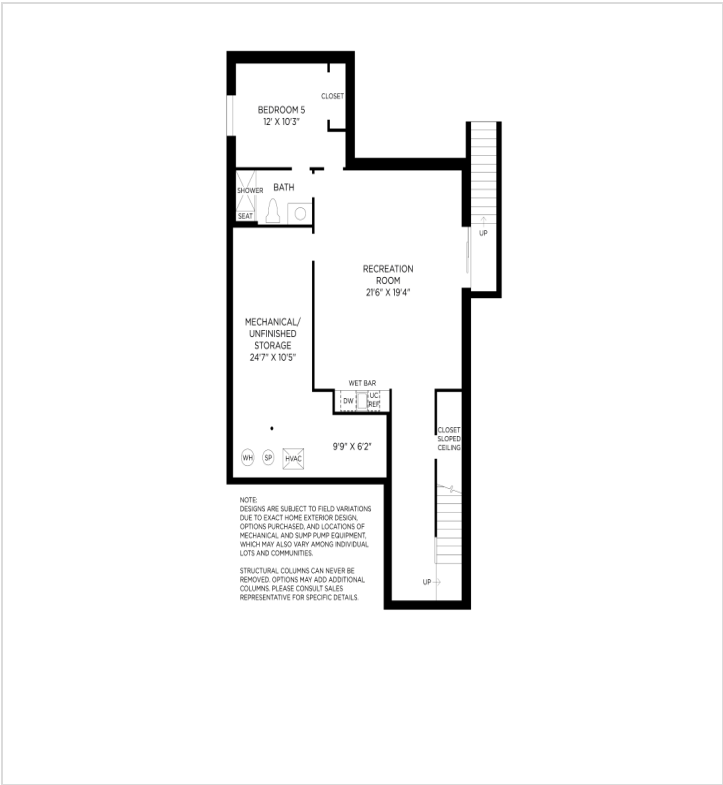 CLOSET
BEDROOM 5
12' X 10'3"
BATH
SHOWER
SEAT
UP
RECREATION
ROOM
21'6" X 19'4"
MECHANICAL/
UNFINISHED
STORAGE
24'7" X 10'5"
WET BAR
DW
UC
REF.
CLOSET
SLOPED
CEILING
9'9" X 6'2"
WH
SP
HVAC
NOTE:
DESIGNS ARE SUBJECT TO FIELD VARIATIONS
DUE TO EXACT HOME EXTERIOR DESIGN,
OPTIONS PURCHASED, AND LOCATIONS OF
MECHANICAL AND SUMP PUMP EQUIPMENT,
WHICH MAY ALSO VARY AMONG INDIVIDUAL
LOTS AND COMMUNITIES.
STRUCTURAL COLUMNS CAN NEVER BE
REMOVED. OPTIONS MAY ADD ADDITIONAL
COLUMNS. PLEASE CONSULT SALES
REPRESENTATIVE FOR SPECIFIC DETAILS.
UP